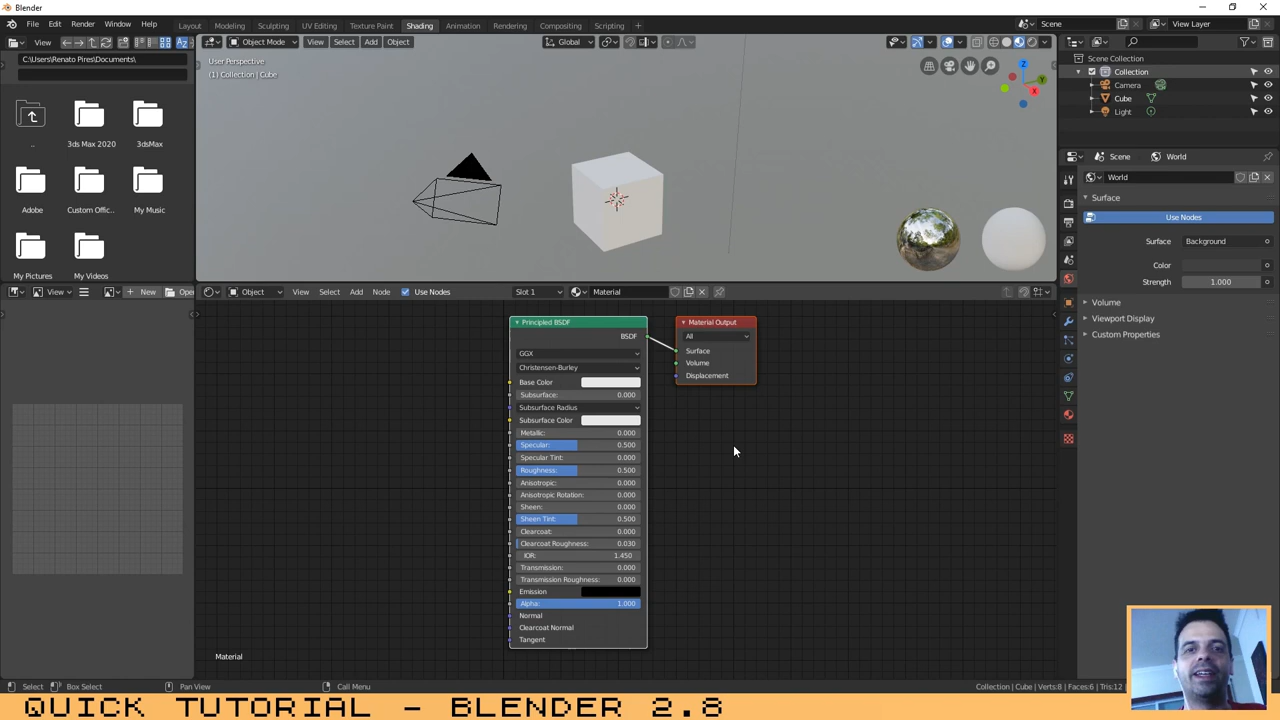 Blender
File Edit Render Window Help
Layout Modeling Sculpting UV Editing Texture Paint Shading Animation Rendering Compositing Scripting
Scene
View Layer
View
C:\Users\Renato Pires\Documents\
..
3ds Max 2020
3dsMax
Adobe
Custom Offic..
My Music
My Pictures
My Videos
Object Mode View Select Add Object
Global
User Perspective
(1) Collection | Cube
X
Y
Z
Scene Collection
Collection
Camera
Cube
Light
Scene World
World
Surface
Use Nodes
Surface Background
Color
Strength 1.000
Volume
Viewport Display
Custom Properties
View
New
Open
Object View Select Add Node Use Nodes Slot 1 Material
Principled BSDF
BSDF
GGX
Christensen-Burley
Base Color
Subsurface: 0.000
Subsurface Radius
Subsurface Color
Metallic: 0.000
Specular: 0.500
Specular Tint: 0.000
Roughness: 0.500
Anisotropic: 0.000
Anisotropic Rotation: 0.000
Sheen: 0.000
Sheen Tint: 0.500
Clearcoat: 0.000
Clearcoat Roughness: 0.030
IOR: 1.450
Transmission: 0.000
Transmission Roughness: 0.000
Emission
Alpha: 1.000
Normal
Clearcoat Normal
Tangent
Material Output
All
Surface
Volume
Displacement
Material
Select Box Select Pan View Call Menu
Collection | Cube | Verts:8 | Faces:6 | Tris:12 |
QUICK TUTORIAL - BLENDER 2.8